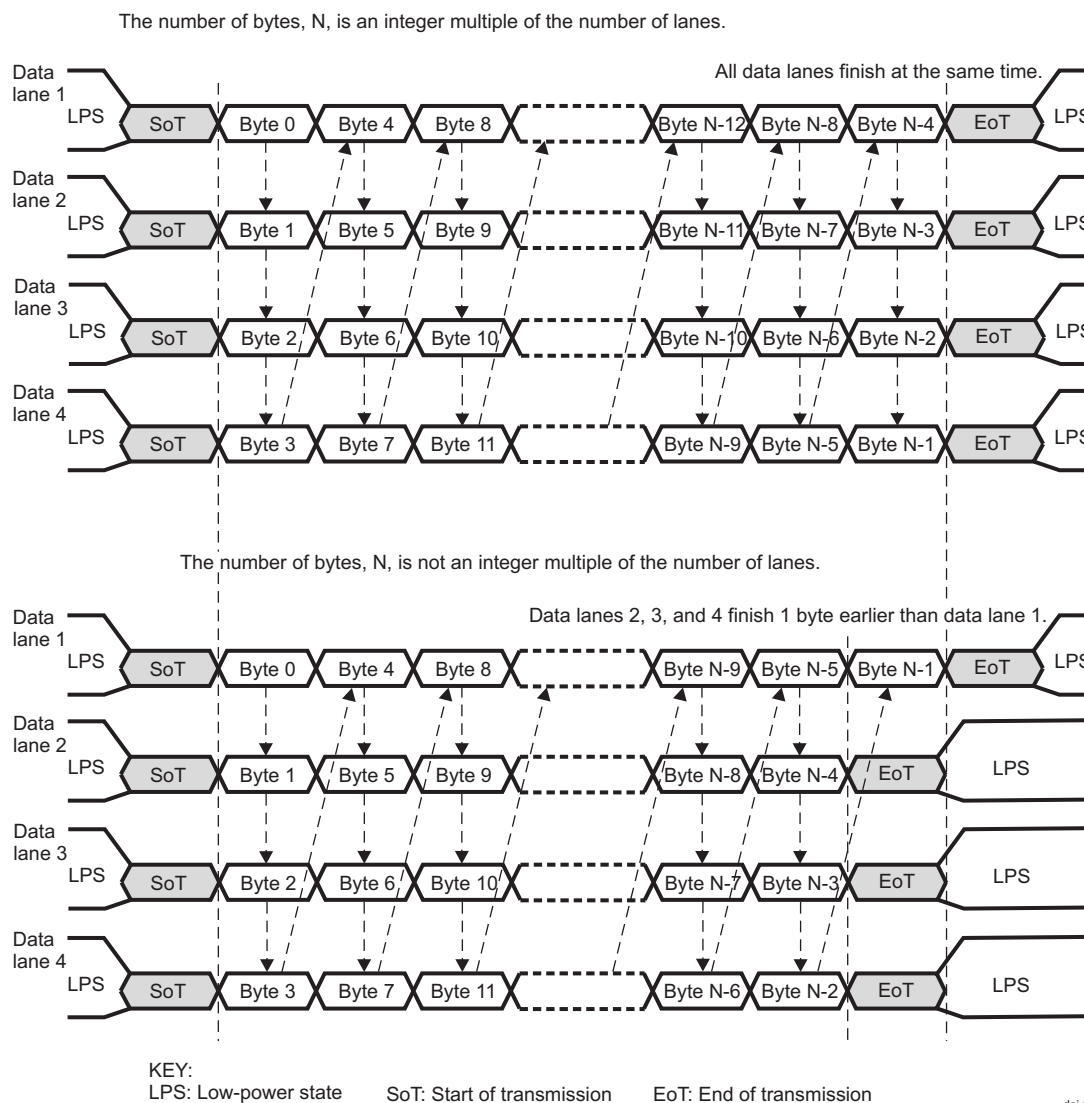 The number of bytes, N, is an integer multiple of the number of lanes.
All data lanes finish at the same time.
Data
lane 1
LPS SoT Byte 0 Byte 4 Byte 8 Byte N-12 Byte N-8 Byte N-4 EoT LPS
Data
lane 2
LPS SoT Byte 1 Byte 5 Byte 9 Byte N-11 Byte N-7 Byte N-3 EoT LPS
Data
lane 3
LPS SoT Byte 2 Byte 6 Byte 10 Byte N-10 Byte N-6 Byte N-2 EoT LPS
Data
lane 4
LPS SoT Byte 3 Byte 7 Byte 11 Byte N-9 Byte N-5 Byte N-1 EoT LPS
The number of bytes, N, is not an integer multiple of the number of lanes.
Data lanes 2, 3, and 4 finish 1 byte earlier than data lane 1.
Data
lane 1
LPS SoT Byte 0 Byte 4 Byte 8 Byte N-9 Byte N-5 Byte N-1 EoT LPS
Data
lane 2
LPS SoT Byte 1 Byte 5 Byte 9 Byte N-8 Byte N-4 EoT LPS
Data
lane 3
LPS SoT Byte 2 Byte 6 Byte 10 Byte N-7 Byte N-3 EoT LPS
Data
lane 4
LPS SoT Byte 3 Byte 7 Byte 11 Byte N-6 Byte N-2 EoT LPS
KEY:
LPS: Low-power state SoT: Start of transmission EoT: End of transmission